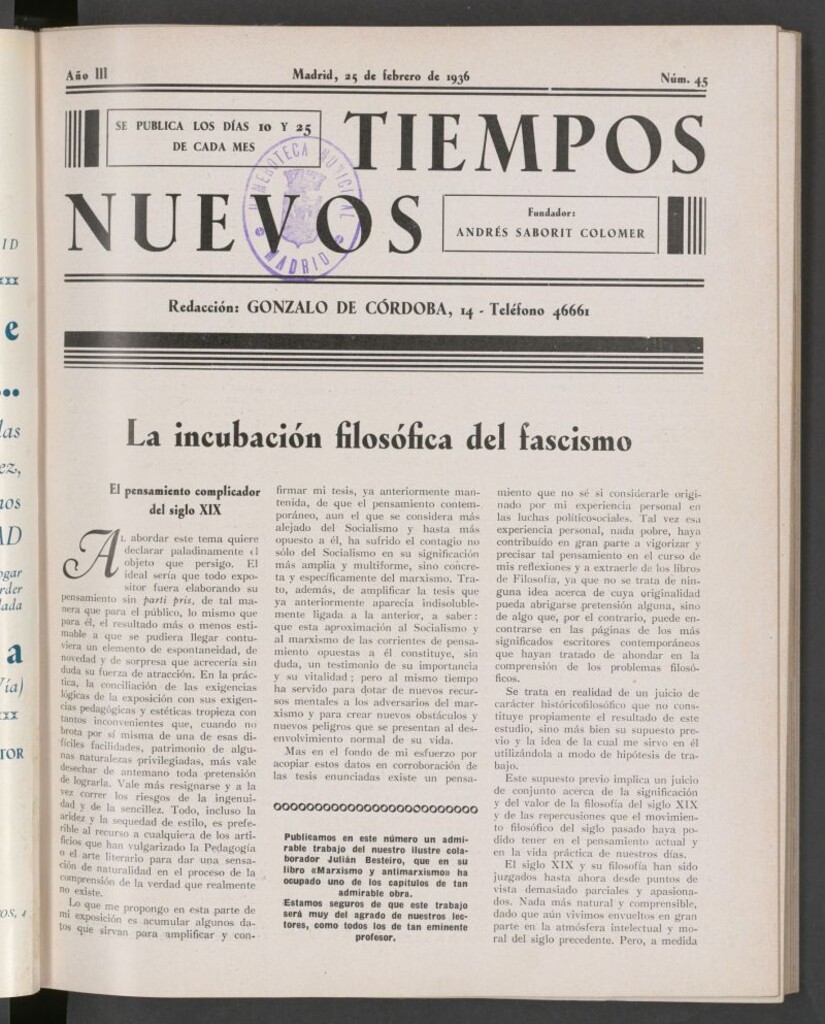 Año III
Madrid, 25 de febrero de 1936
Núm. 45
SE PUBLICA LOS DÍAS 10 Y 25
DE CADA MES
TIEMPOS
NUEVOS
Fundador:
ANDRÉS SABORIT COLOMER
HEMEROTECA MUNICIPAL
MADRID
Redacción: GONZALO DE CÓRDOBA, 14 - Teléfono 46661
La incubación filosófica del fascismo
El pensamiento complicador
del siglo XIX
AL abordar este tema quiere
declarar paladinamente el
objeto que persigo. El
ideal sería que todo expo-
sitor fuera elaborando su
pensamiento sin parti pris, de tal ma-
nera que para el público, lo mismo que
para él, el resultado más o menos esti-
mable a que se pudiera llegar contu-
viera un elemento de espontaneidad, de
novedad y de sorpresa que acrecería sin
duda su fuerza de atracción. En la prác-
tica, la conciliación de las exigencias
lógicas de la exposición con sus exigen-
cias pedagógicas y estéticas tropieza con
tantos inconvenientes que, cuando no
brota por sí misma de una de esas di-
fíciles facilidades, patrimonio de algu-
nas naturalezas privilegiadas, más vale
desechar de antemano toda pretensión
de lograrla. Vale más resignarse y a la
vez correr los riesgos de la ingenui-
dad y de la sencillez. Todo, incluso la
aridez y la sequedad de estilo, es prefe-
rible al recurso a cualquiera de los arti-
ficios que han vulgarizado la Pedagogía
o el arte literario para dar una sensa-
ción de naturalidad en el proceso de la
comprensión de la verdad que realmente
no existe.
Lo que me propongo en esta parte de
mi exposición es acumular algunos da-
tos que sirvan para amplificar y con-
firmar mi tesis, ya anteriormente man-
tenida, de que el pensamiento contem-
poráneo, aun el que se considera más
alejado del Socialismo y hasta más
opuesto a él, ha sufrido el contagio no
sólo del Socialismo en su significación
más amplia y multiforme, sino concre-
ta y específicamente del marxismo. Tra-
to, además, de amplificar la tesis que
ya anteriormente aparecía indisoluble-
mente ligada a la anterior, a saber:
que esta aproximación al Socialismo y
al marxismo de las corrientes de pensa-
miento opuestas a él constituye, sin
duda, un testimonio de su importancia
y su vitalidad; pero al mismo tiempo
ha servido para dotar de nuevos recur-
sos mentales a los adversarios del mar-
xismo y para crear nuevos obstáculos y
nuevos peligros que se presentan al des-
envolvimiento normal de su vida.
Mas en el fondo de mi esfuerzo por
acopiar estos datos en corroboración de
las tesis enunciadas existe un pensa-
Publicamos en este número un admi-
rable trabajo del nuestro ilustre cola-
borador Julián Besteiro, que en su
libro «Marxismo y antimarxismo» ha
ocupado uno de los capítulos de tan
admirable obra.
Estamos seguros de que este trabajo
será muy del agrado de nuestros lec-
tores, como todos los de tan eminente
profesor.
miento que no sé si considerarle origi-
nado por mi experiencia personal en
las luchas políticosociales. Tal vez esa
experiencia personal, nada pobre, haya
contribuído en gran parte a vigorizar y
precisar tal pensamiento en el curso de
mis reflexiones y a extraerle de los libros
de Filosofía, ya que no se trata de nin-
guna idea acerca de cuya originalidad
pueda abrigarse pretensión alguna, sino
de algo que, por el contrario, puede en-
contrarse en las páginas de los más
significados escritores contemporáneos
que hayan tratado de ahondar en la
comprensión de los problemas filosó-
ficos.
Se trata en realidad de un juicio de
carácter históricofilosófico que no cons-
tituye propiamente el resultado de este
estudio, sino más bien su supuesto pre-
vio y la idea de la cual me sirvo en él
utilizándola a modo de hipótesis de tra-
bajo.
Este supuesto previo implica un juicio
de conjunto acerca de la significación
y del valor de la filosofía del siglo XIX
y de las repercusiones que el movimien-
to filosófico del siglo pasado haya po-
dido tener en el pensamiento actual y
en la vida práctica de nuestros días.
El siglo XIX y su filosofía han sido
juzgados hasta ahora desde puntos de
vista demasiado parciales y apasiona-
dos. Nada más natural y comprensible,
dado que aún vivimos envueltos en gran
parte en la atmósfera intelectual y mo-
ral del siglo precedente. Pero, a medida